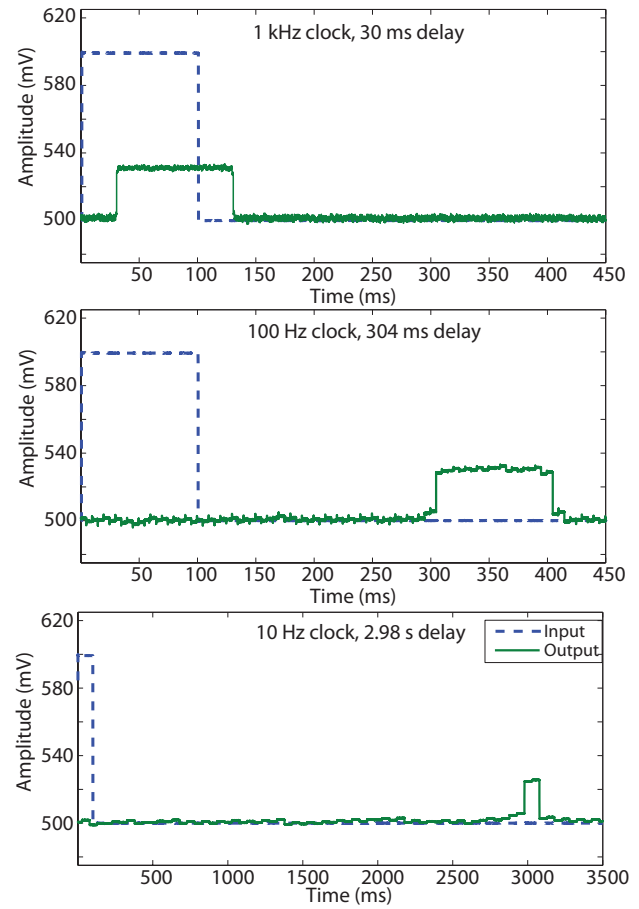 1 kHz clock, 30 ms delay
Amplitude (mV)
620
580
540
500
50 100 150 200 250 300 350 400 450
Time (ms)
100 Hz clock, 304 ms delay
Amplitude (mV)
620
580
540
500
50 100 150 200 250 300 350 400 450
Time (ms)
10 Hz clock, 2.98 s delay
Input
Output
Amplitude (mV)
620
580
540
500
500 1000 1500 2000 2500 3000 3500
Time (ms)